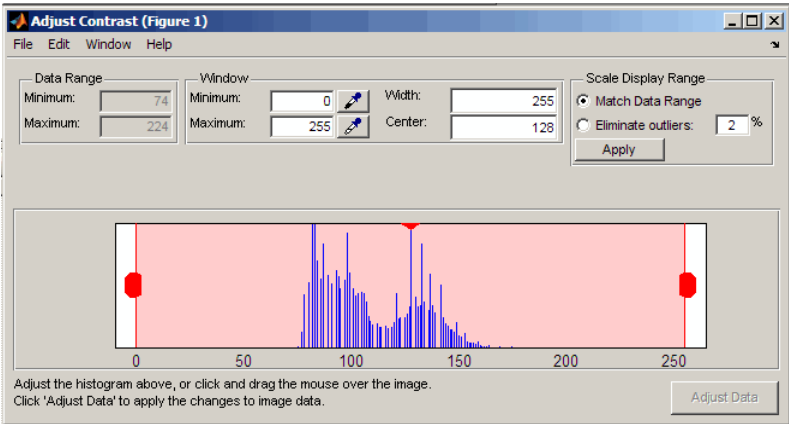 Adjust Contrast (Figure 1)
File Edit Window Help
Data Range
Minimum: 74
Maximum: 224
Window
Minimum: 0
Maximum: 255
Width: 255
Center: 128
Scale Display Range
Match Data Range
Eliminate outliers: 2 %
Apply
0 50 100 150 200 250
Adjust the histogram above, or click and drag the mouse over the image.
Click 'Adjust Data' to apply the changes to image data.
Adjust Data